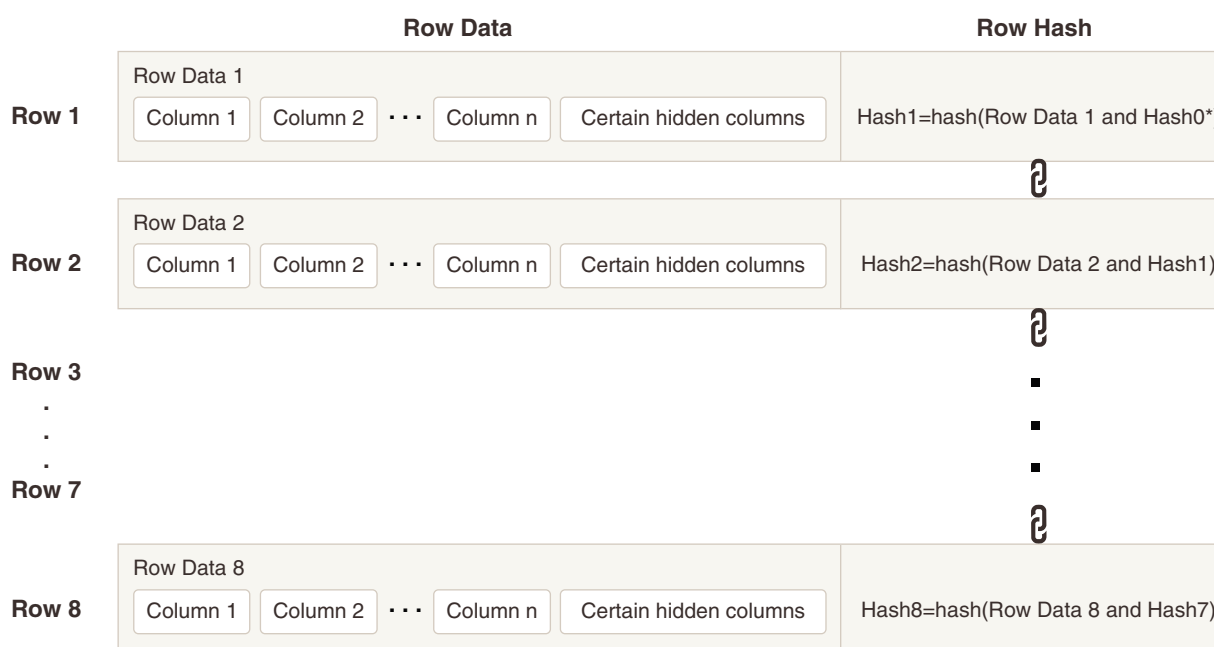 Row Data Row Hash
Row Data 1
Row 1 Column 1 Column 2 ··· Column n Certain hidden columns Hash1=hash(Row Data 1 and Hash0*
Row Data 2
Row 2 Column 1 Column 2 ··· Column n Certain hidden columns Hash2=hash(Row Data 2 and Hash1)
Row 3
.
.
.
Row 7
Row Data 8
Row 8 Column 1 Column 2 ··· Column n Certain hidden columns Hash8=hash(Row Data 8 and Hash7)